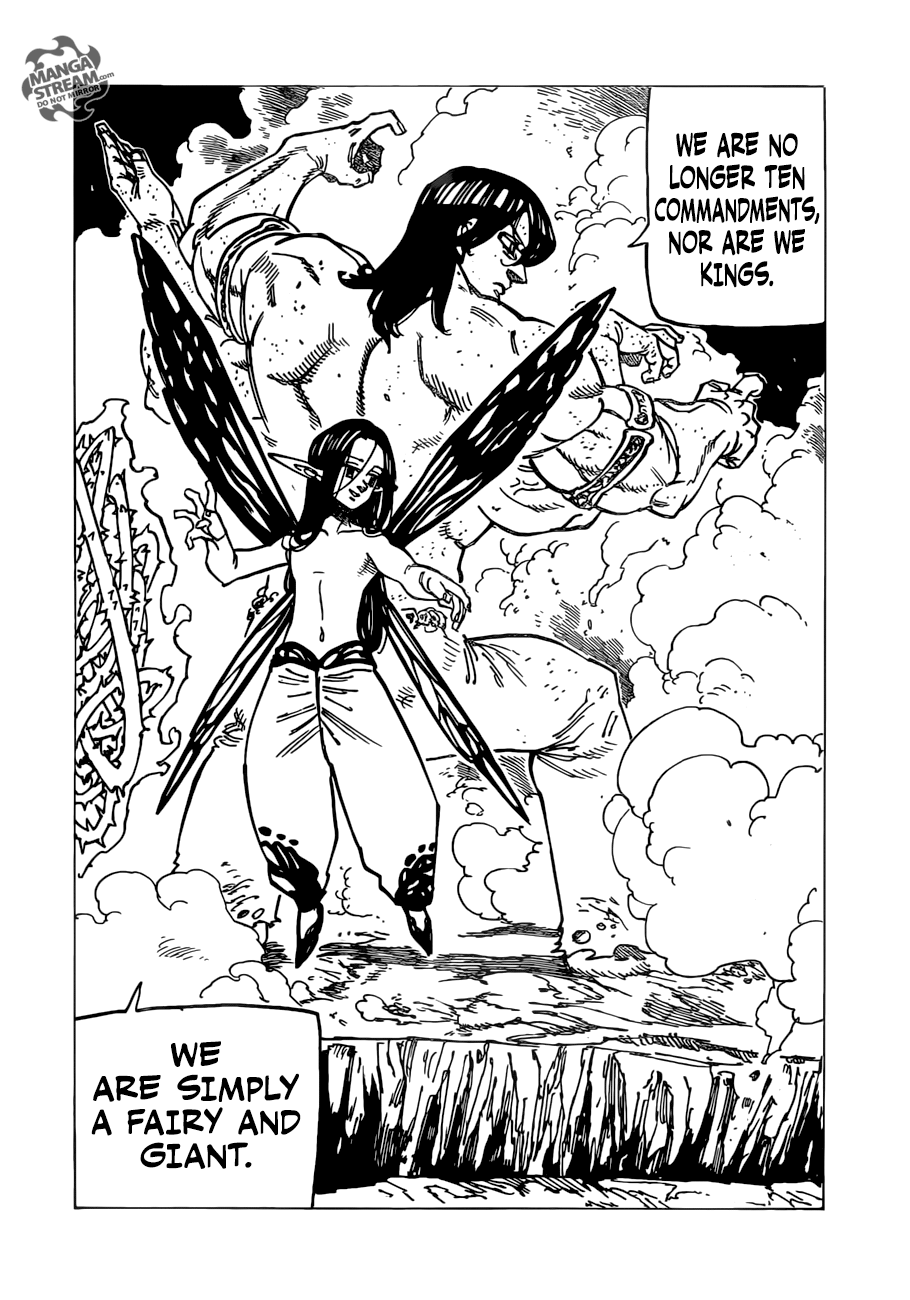 MANGA
STREAM.com
DO NOT MIRROR
WE ARE NO
LONGER TEN
COMMANDMENTS,
NOR ARE WE
KINGS.
WE
ARE SIMPLY
A FAIRY AND
GIANT.